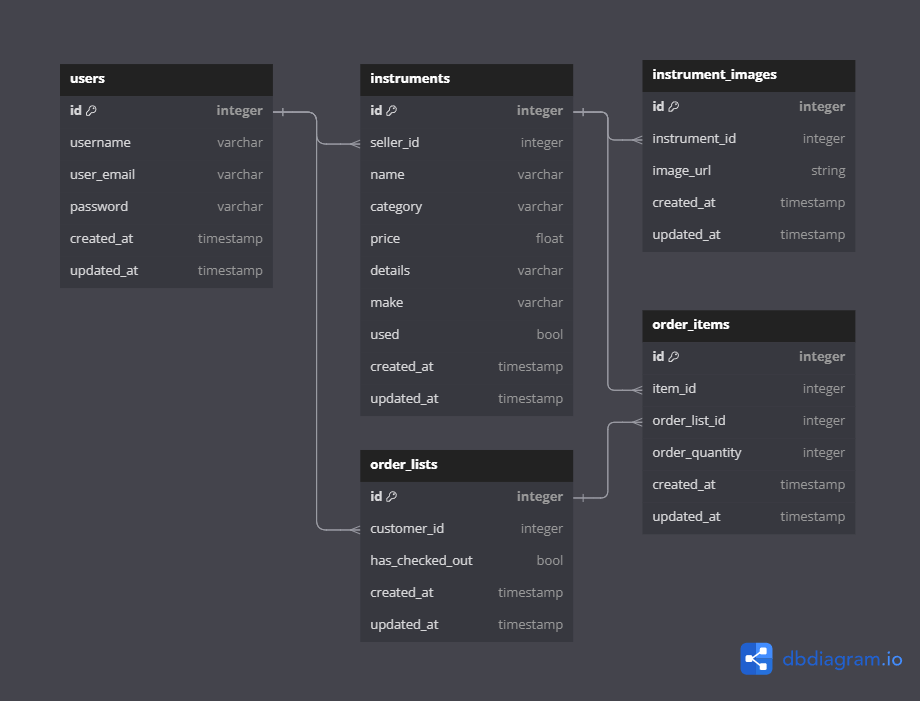 users
id integer
username varchar
user_email varchar
password varchar
created_at timestamp
updated_at timestamp
instruments
id integer
seller_id integer
name varchar
category varchar
price float
details varchar
make varchar
used bool
created_at timestamp
updated_at timestamp
instrument_images
id integer
instrument_id integer
image_url string
created_at timestamp
updated_at timestamp
order_items
id integer
item_id integer
order_list_id integer
order_quantity integer
created_at timestamp
updated_at timestamp
order_lists
id integer
customer_id integer
has_checked_out bool
created_at timestamp
updated_at timestamp
dbdiagram.io